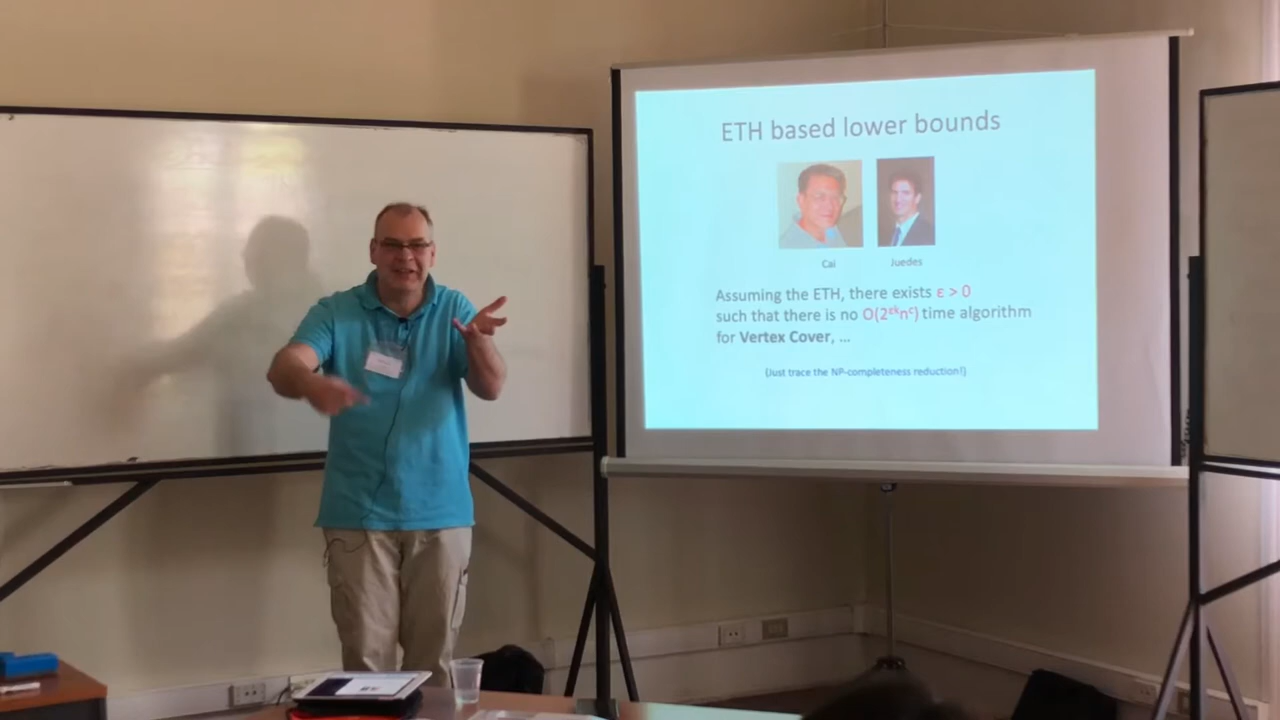 ETH based lower bounds
Cai
Juedes
Assuming the ETH, there exists ε > 0
such that there is no O(2^εk n^c) time algorithm
for Vertex Cover, ...
(Just trace the NP-completeness reduction!)